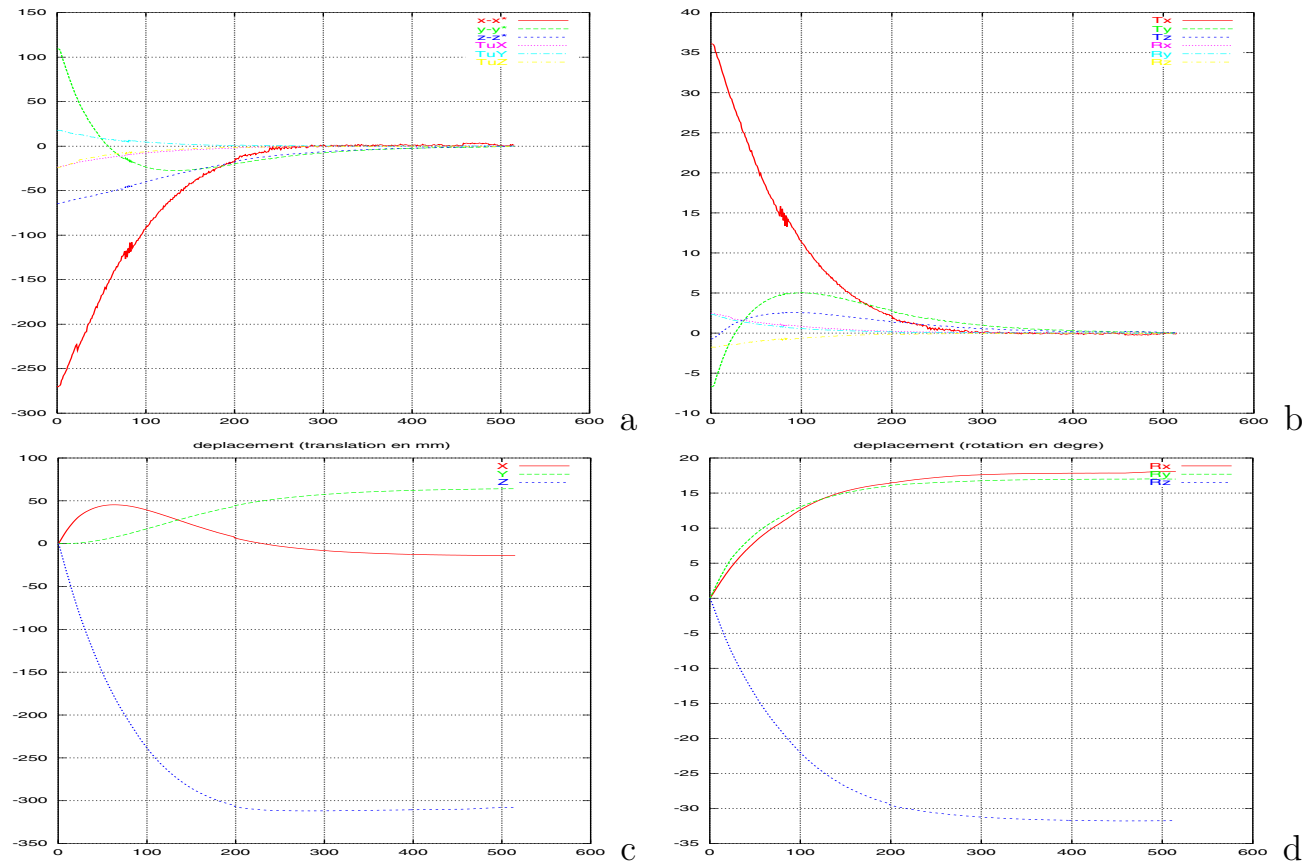 150
100
50
0
-50
-100
-150
-200
-250
-300
0 100 200 300 400 500 600
x-x*
y-y*
z-z*
TuX
TuY
TuZ
a
40
35
30
25
20
15
10
5
0
-5
-10
0 100 200 300 400 500 600
Tx
Ty
Tz
Rx
Ry
Rz
b
deplacement (translation en mm)
100
50
0
-50
-100
-150
-200
-250
-300
-350
0 100 200 300 400 500 600
X
Y
Z
c
deplacement (rotation en degre)
20
15
10
5
0
-5
-10
-15
-20
-25
-30
-35
0 100 200 300 400 500 600
Rx
Ry
Rz
d